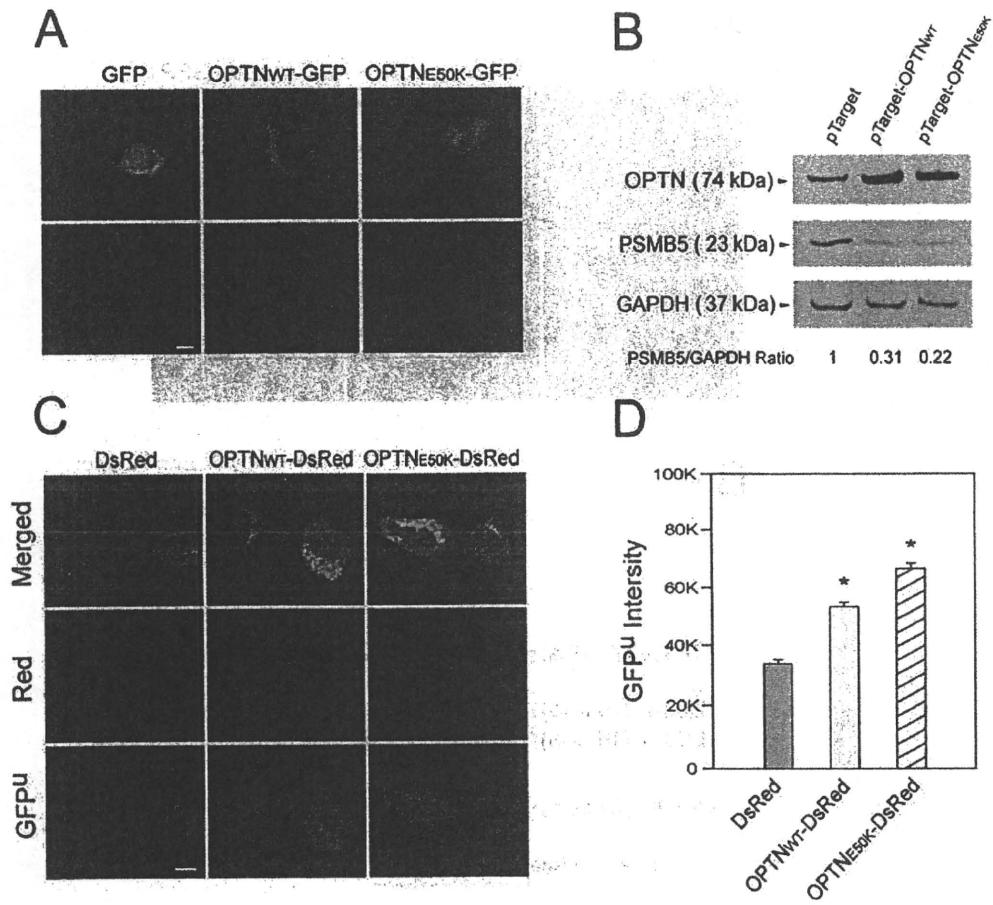 A
GFP OPTNWT-GFP OPTNE50K-GFP
B
pTarget
pTarget-OPTNWT
pTarget-OPTNE50K
OPTN (74 kDa)
PSMB5 (23 kDa)
GAPDH (37 kDa)
PSMB5/GAPDH Ratio 1 0.31 0.22
C
DsRed OPTNWT-DsRed OPTNE50K-DsRed
Merged
Red
GFPu
D
GFPu Intersity
100K
80K
60K
40K
20K
0
* *
DsRed
OPTNWT-DsRed
OPTNE50K-DsRed